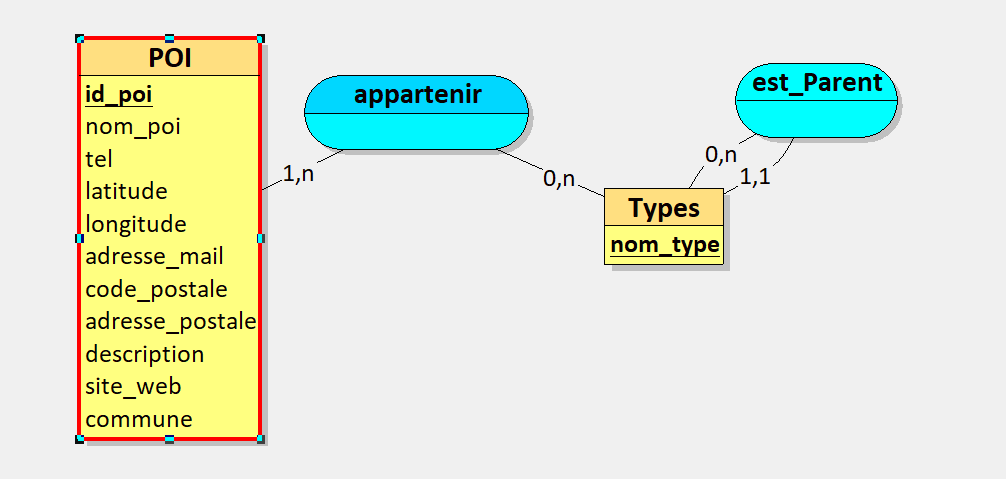 POI
id_poi
nom_poi
tel
latitude
longitude
adresse_mail
code_postale
adresse_postale
description
site_web
commune
appartenir
1,n
0,n
Types
nom_type
est_Parent
0,n
1,1